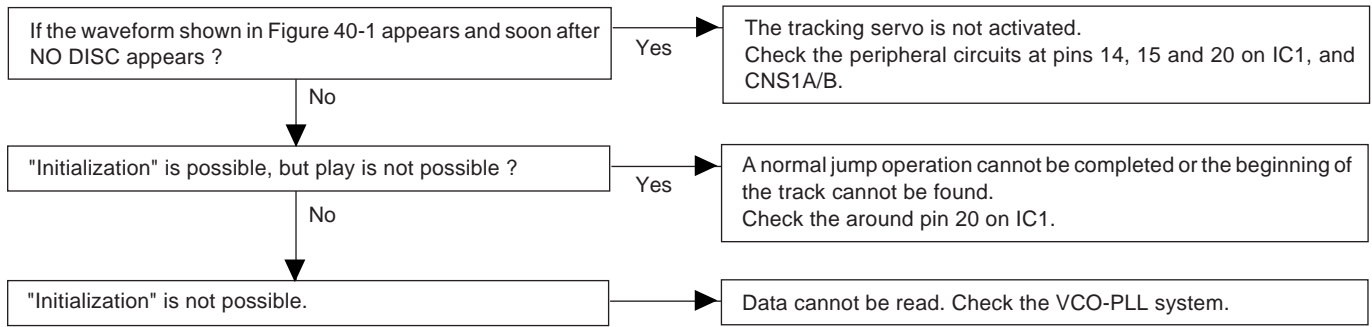 If the waveform shown in Figure 40-1 appears and soon after
NO DISC appears ?
Yes
The tracking servo is not activated.
Check the peripheral circuits at pins 14, 15 and 20 on IC1, and
CNS1A/B.
No
"Initialization" is possible, but play is not possible ?
Yes
A normal jump operation cannot be completed or the beginning of
the track cannot be found.
Check the around pin 20 on IC1.
No
"Initialization" is not possible.
Data cannot be read. Check the VCO-PLL system.